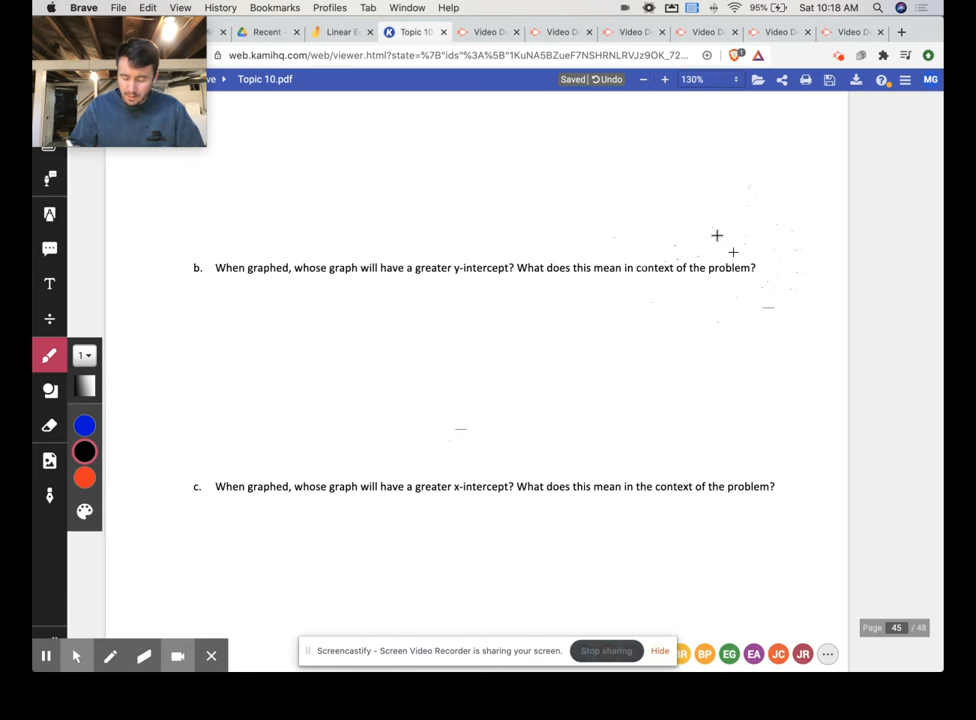 Brave File Edit View History Bookmarks Profiles Tab Window Help 95% Sat 10:18 AM
Recent - Linear E Topic 10 Video D Video D Video D Video D Video D Video D
web.kamihq.com/web/viewer.html?state=%7B"ids"%3A%5B"1KuNA5BZueF7NSHRNLRVJz9OK_72... 1
ve Topic 10.pdf Saved Undo 130% MG
b. When graphed, whose graph will have a greater y-intercept? What does this mean in context of the problem?
1
c. When graphed, whose graph will have a greater x-intercept? What does this mean in the context of the problem?
Page 45 / 48
Screencastify - Screen Video Recorder is sharing your screen. Stop sharing Hide
BP EG EA JC JR